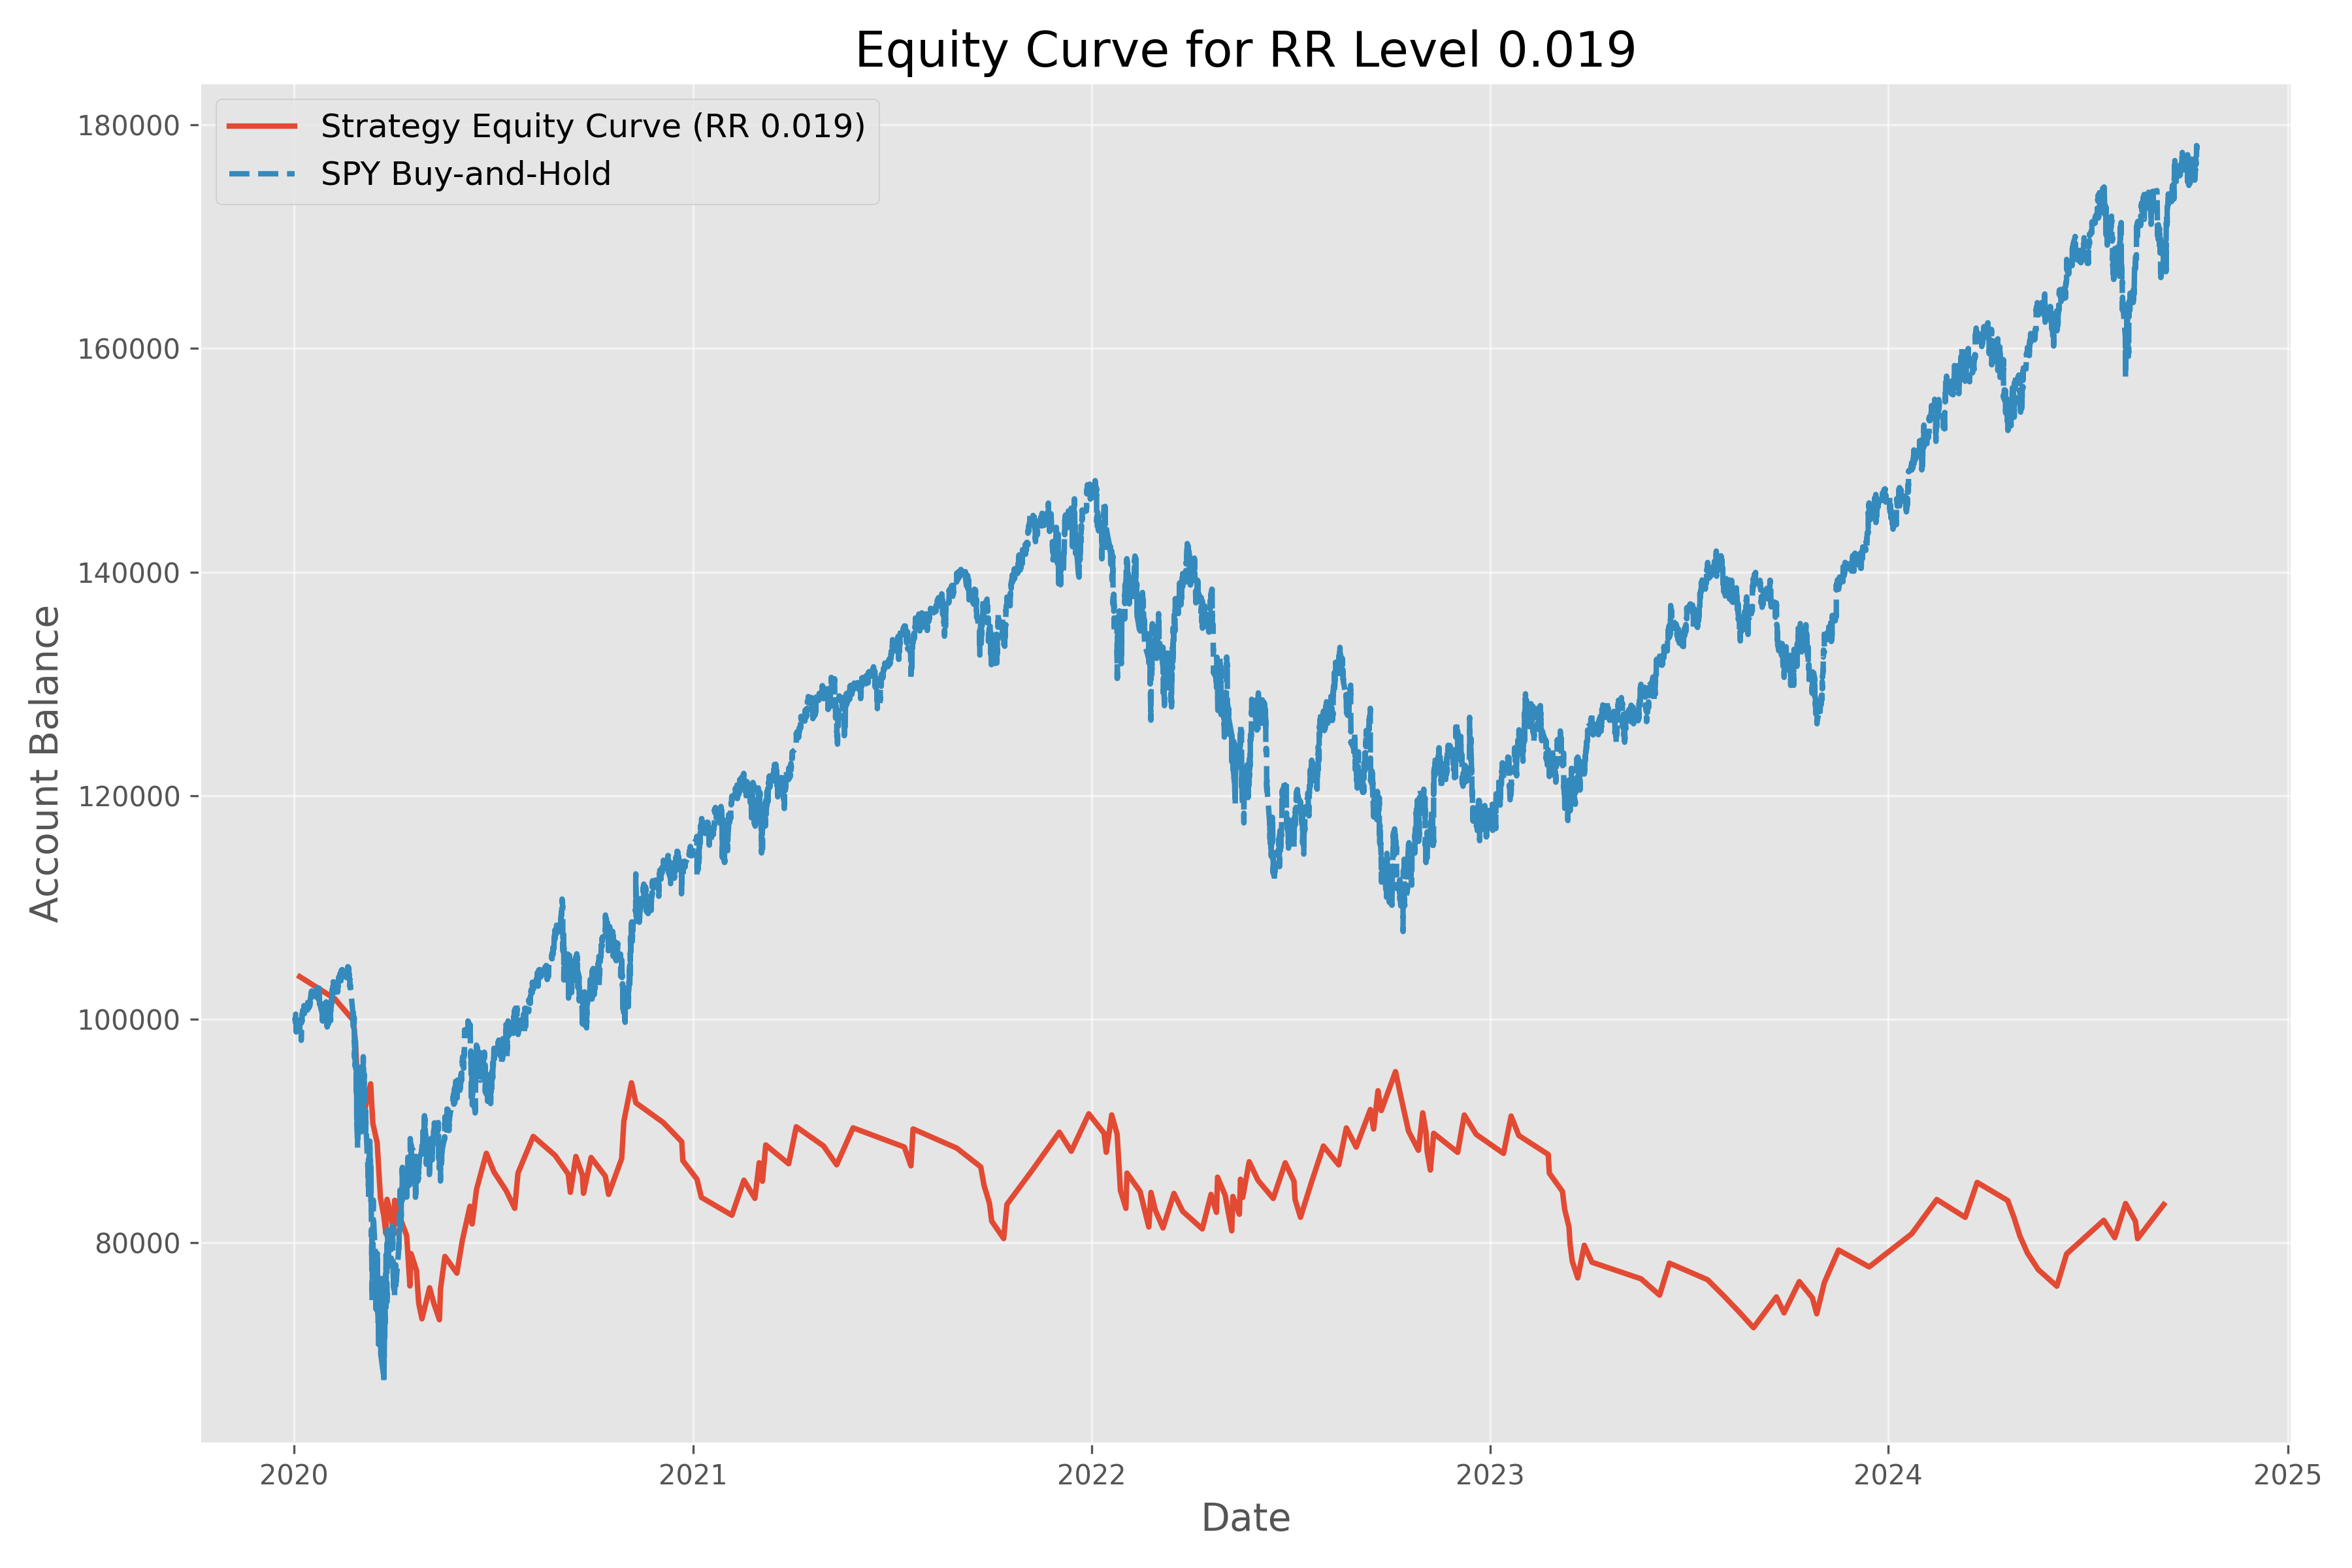 Equity Curve for RR Level 0.019
Strategy Equity Curve (RR 0.019)
SPY Buy-and-Hold
180000
160000
140000
120000
100000
80000
Account Balance
2020
2021
2022
2023
2024
2025
Date